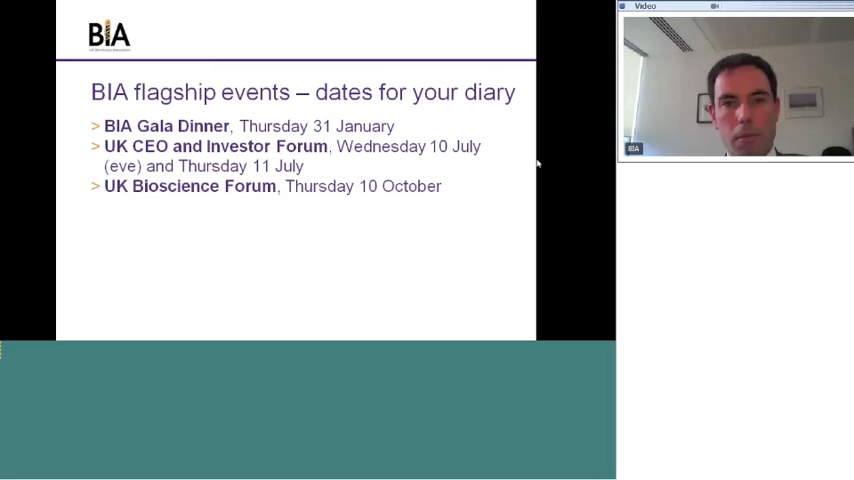 BIA
BIA flagship events – dates for your diary
> BIA Gala Dinner, Thursday 31 January
> UK CEO and Investor Forum, Wednesday 10 July
(eve) and Thursday 11 July
> UK Bioscience Forum, Thursday 10 October
Video
BIA